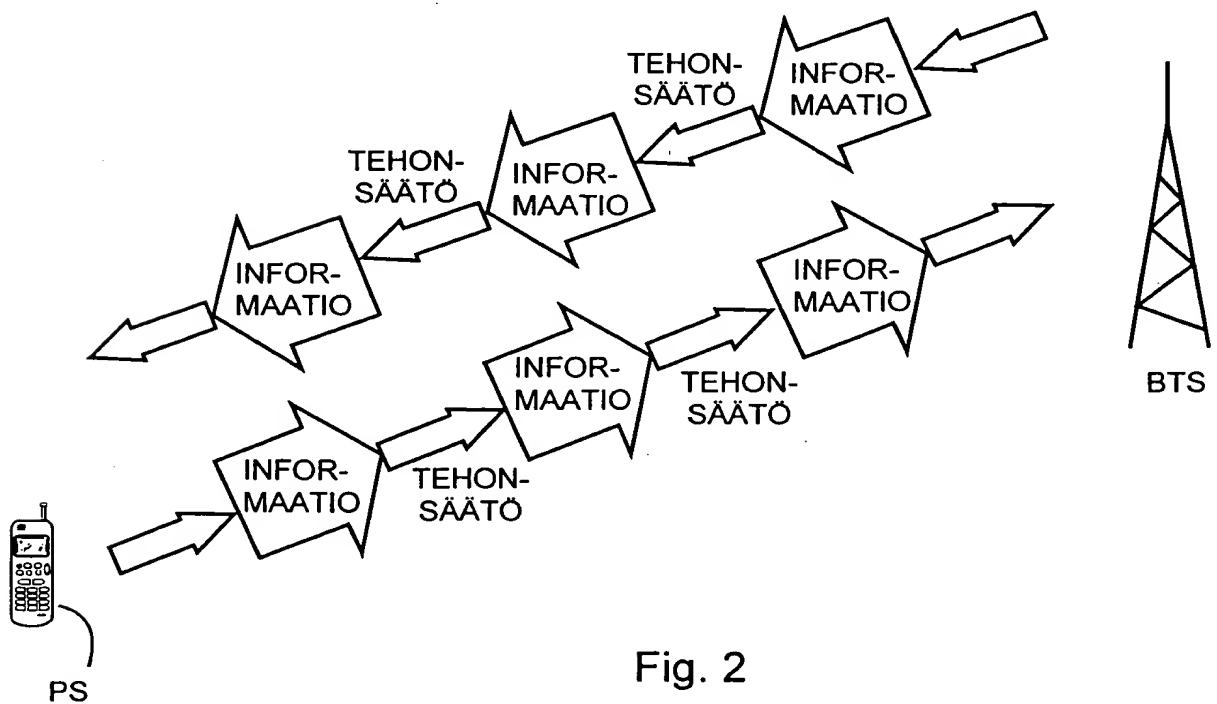 TEHON-
SÄÄTÖ
INFOR-
MAATIO
TEHON-
SÄÄTÖ
INFOR-
MAATIO
INFOR-
MAATIO
INFOR-
MAATIO
TEHON-
SÄÄTÖ
INFOR-
MAATIO
TEHON-
SÄÄTÖ
INFOR-
MAATIO
BTS
PS
Fig. 2